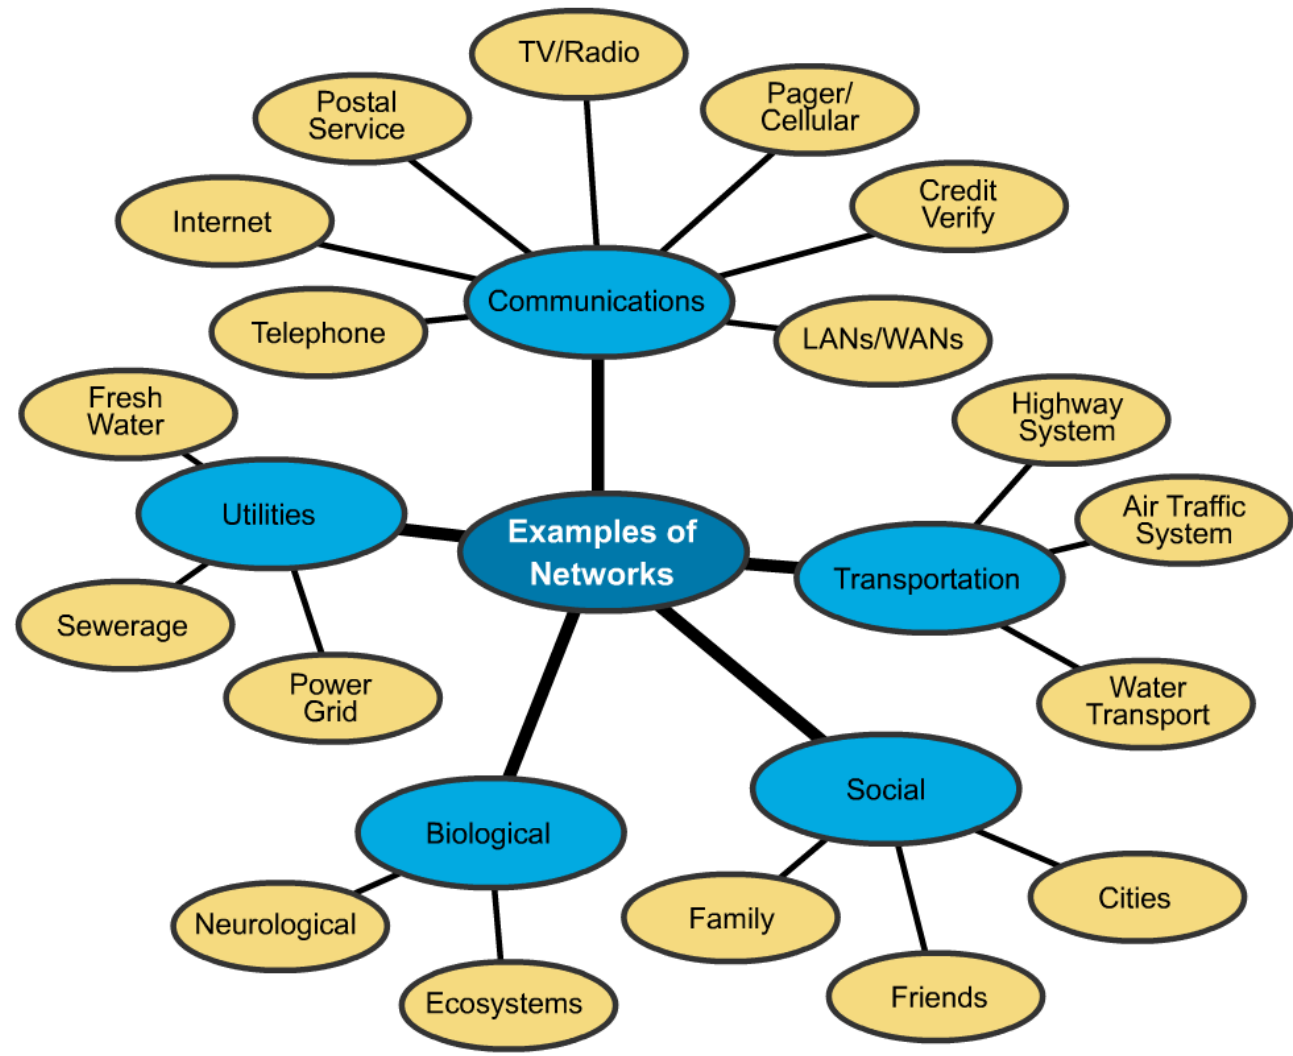 TV/Radio
Postal
Service
Pager/
Cellular
Internet
Credit
Verify
Communications
Telephone
LANs/WANs
Fresh
Water
Highway
System
Utilities
Examples of
Networks
Air Traffic
System
Transportation
Sewerage
Power
Grid
Water
Transport
Social
Biological
Neurological
Family
Cities
Ecosystems
Friends